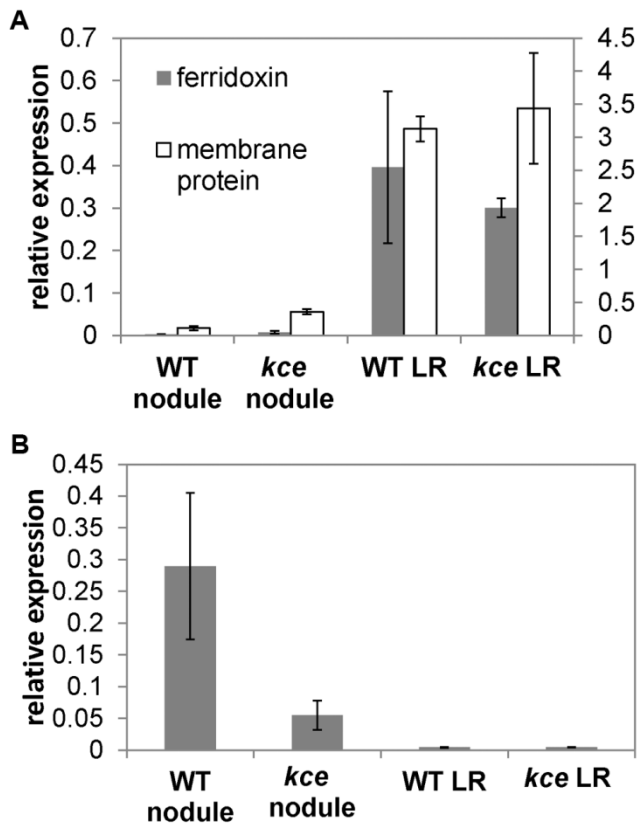 A
0.7
0.6
0.5
0.4
0.3
0.2
0.1
0
relative expression
ferridoxin
membrane
protein
4.5
4
3.5
3
2.5
2
1.5
1
0.5
0
WT
nodule
kce
nodule
WT LR
kce LR
B
0.45
0.4
0.35
0.3
0.25
0.2
0.15
0.1
0.05
0
relative expression
WT
nodule
kce
nodule
WT LR
kce LR